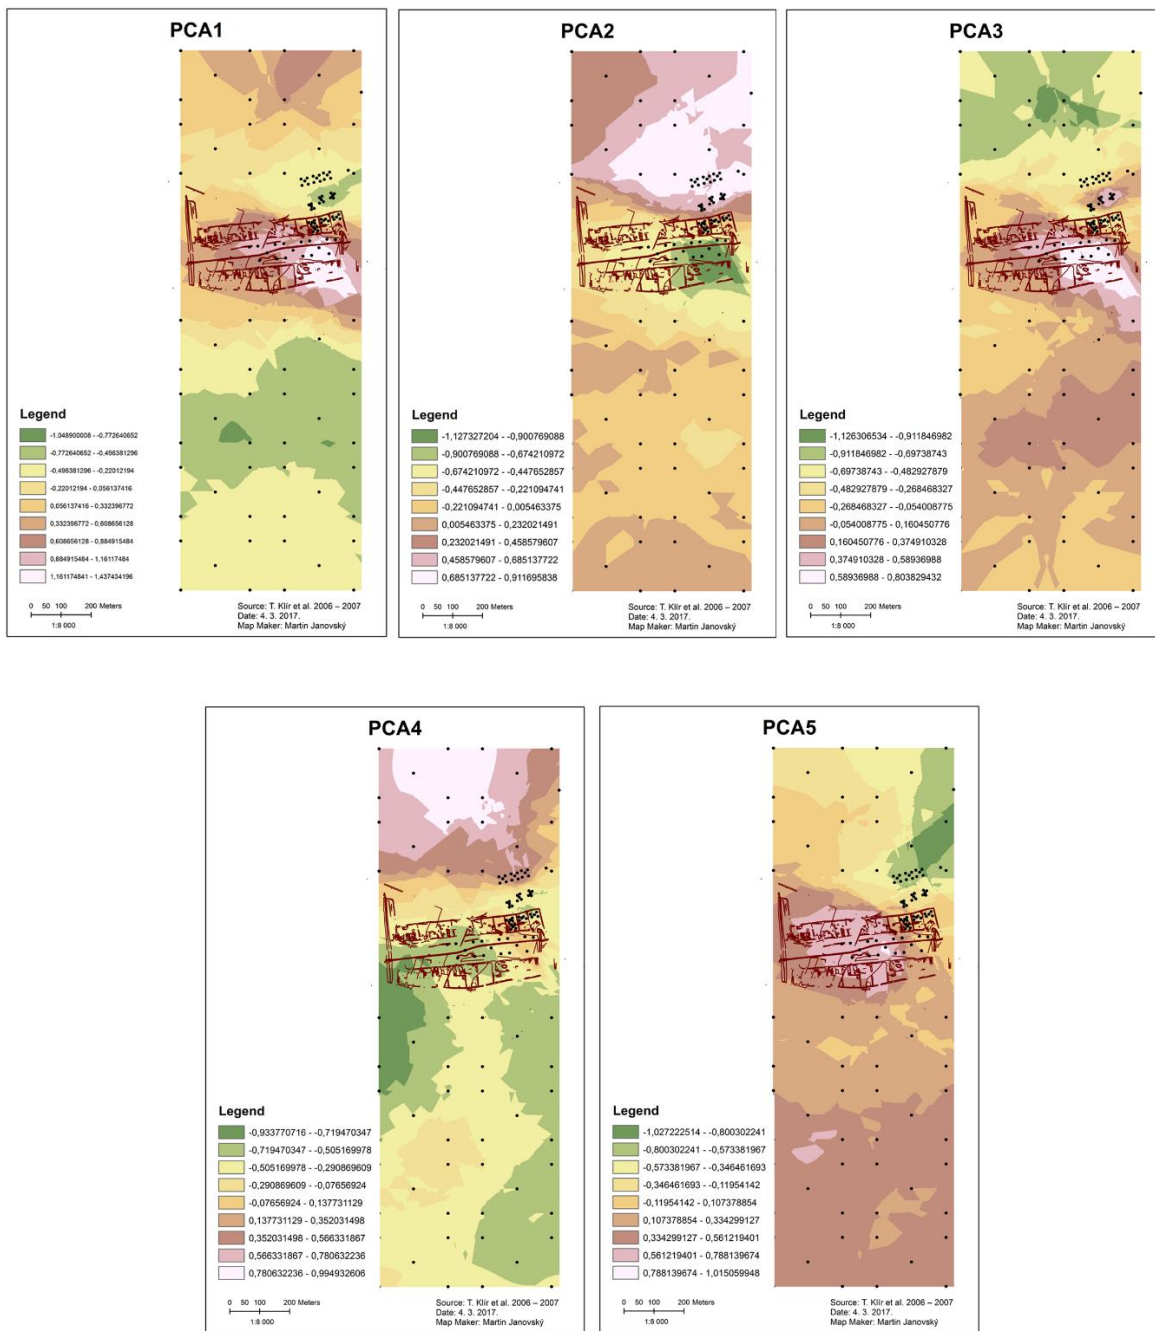 PCA1
Legend
-1,048900008 - -0,772640652
-0,772640652 - -0,496381296
-0,496381296 - -0,22012194
-0,22012194 - 0,056137416
0,056137416 - 0,332396772
0,332396772 - 0,608656128
0,608656128 - 0,884915484
0,884915484 - 1,16117484
1,161174841 - 1,437434196
0 50 100 200 Meters
1:8 000
Source: T. Klír et al. 2006 – 2007
Date: 4. 3. 2017.
Map Maker: Martin Janovský
PCA2
Legend
-1,127327204 - -0,900769088
-0,900769088 - -0,674210972
-0,674210972 - -0,447652857
-0,447652857 - -0,221094741
-0,221094741 - 0,005463375
0,005463375 - 0,232021491
0,232021491 - 0,458579607
0,458579607 - 0,685137722
0,685137722 - 0,911695838
0 50 100 200 Meters
1:8 000
Source: T. Klír et al. 2006 – 2007
Date: 4. 3. 2017.
Map Maker: Martin Janovský
PCA3
Legend
-1,126306534 - -0,911846982
-0,911846982 - -0,69738743
-0,69738743 - -0,482927879
-0,482927879 - -0,268468327
-0,268468327 - -0,054008775
-0,054008775 - 0,160450776
0,160450776 - 0,374910328
0,374910328 - 0,58936988
0,58936988 - 0,803829432
0 50 100 200 Meters
1:8 000
Source: T. Klír et al. 2006 – 2007
Date: 4. 3. 2017.
Map Maker: Martin Janovský
PCA4
Legend
-0,933770716 - -0,719470347
-0,719470347 - -0,505169978
-0,505169978 - -0,290869609
-0,290869609 - -0,07656924
-0,07656924 - 0,137731129
0,137731129 - 0,352031498
0,352031498 - 0,566331867
0,566331867 - 0,780632236
0,780632236 - 0,994932606
0 50 100 200 Meters
1:8 000
Source: T. Klír et al. 2006 – 2007
Date: 4. 3. 2017.
Map Maker: Martin Janovský
PCA5
Legend
-1,027222514 - -0,800302241
-0,800302241 - -0,573381967
-0,573381967 - -0,346461693
-0,346461693 - -0,11954142
-0,11954142 - 0,107378854
0,107378854 - 0,334299127
0,334299127 - 0,561219401
0,561219401 - 0,788139674
0,788139674 - 1,015059948
0 50 100 200 Meters
1:8 000
Source: T. Klír et al. 2006 – 2007
Date: 4. 3. 2017.
Map Maker: Martin Janovský